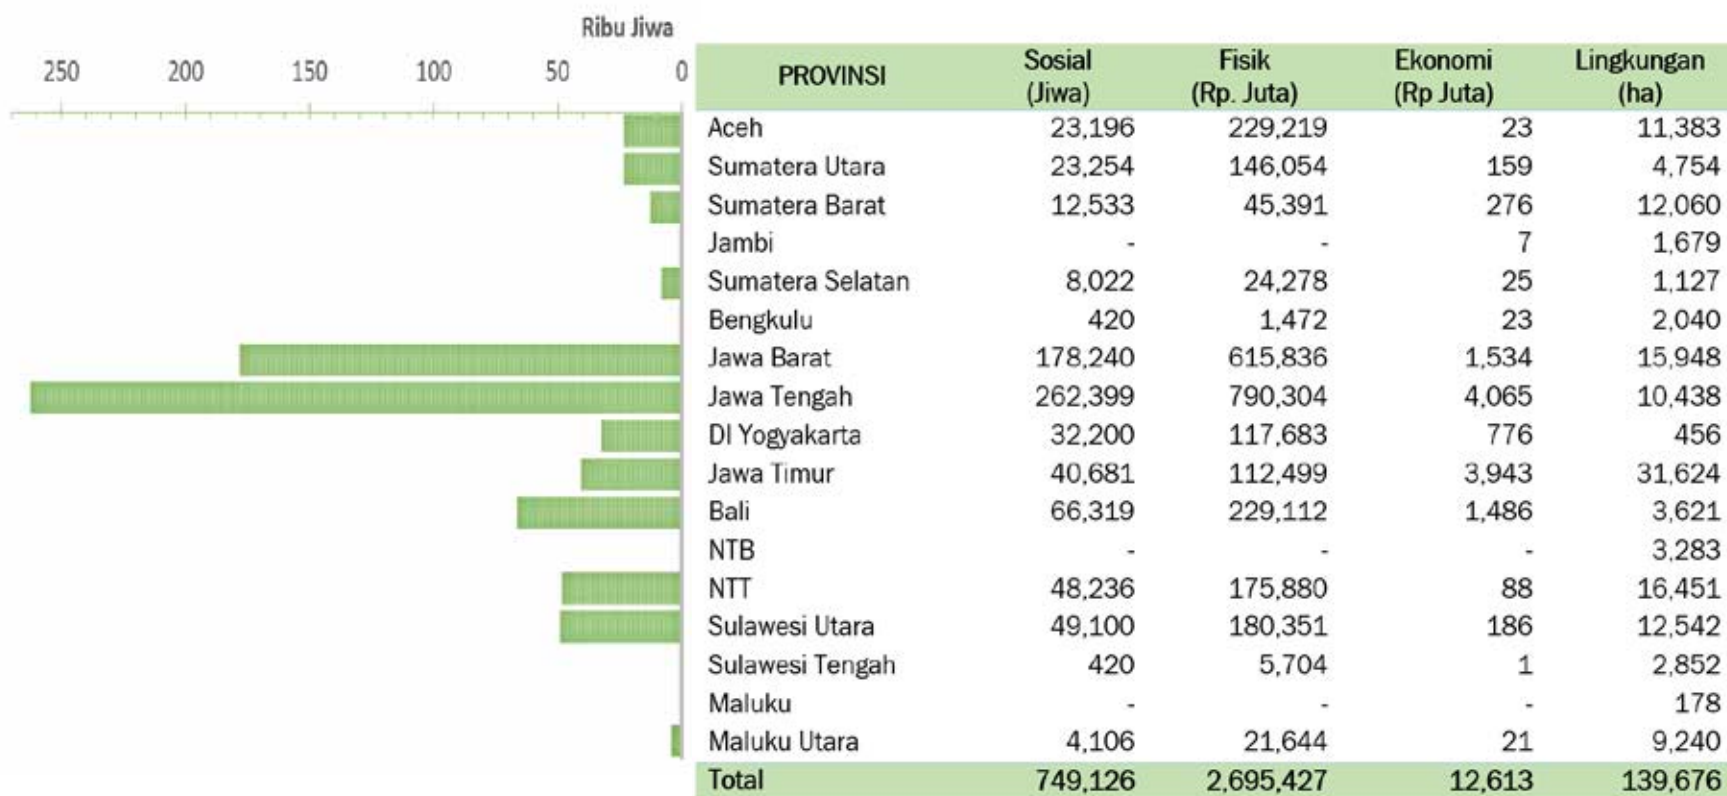 Ribu Jiwa
250 200 150 100 50 0
PROVINSI Sosial (Jiwa) Fisik (Rp. Juta) Ekonomi (Rp Juta) Lingkungan (ha)
Aceh 23,196 229,219 23 11,383
Sumatera Utara 23,254 146,054 159 4,754
Sumatera Barat 12,533 45,391 276 12,060
Jambi - - 7 1,679
Sumatera Selatan 8,022 24,278 25 1,127
Bengkulu 420 1,472 23 2,040
Jawa Barat 178,240 615,836 1,534 15,948
Jawa Tengah 262,399 790,304 4,065 10,438
DI Yogyakarta 32,200 117,683 776 456
Jawa Timur 40,681 112,499 3,943 31,624
Bali 66,319 229,112 1,486 3,621
NTB - - - 3,283
NTT 48,236 175,880 88 16,451
Sulawesi Utara 49,100 180,351 186 12,542
Sulawesi Tengah 420 5,704 1 2,852
Maluku - - - 178
Maluku Utara 4,106 21,644 21 9,240
Total 749,126 2,695,427 12,613 139,676